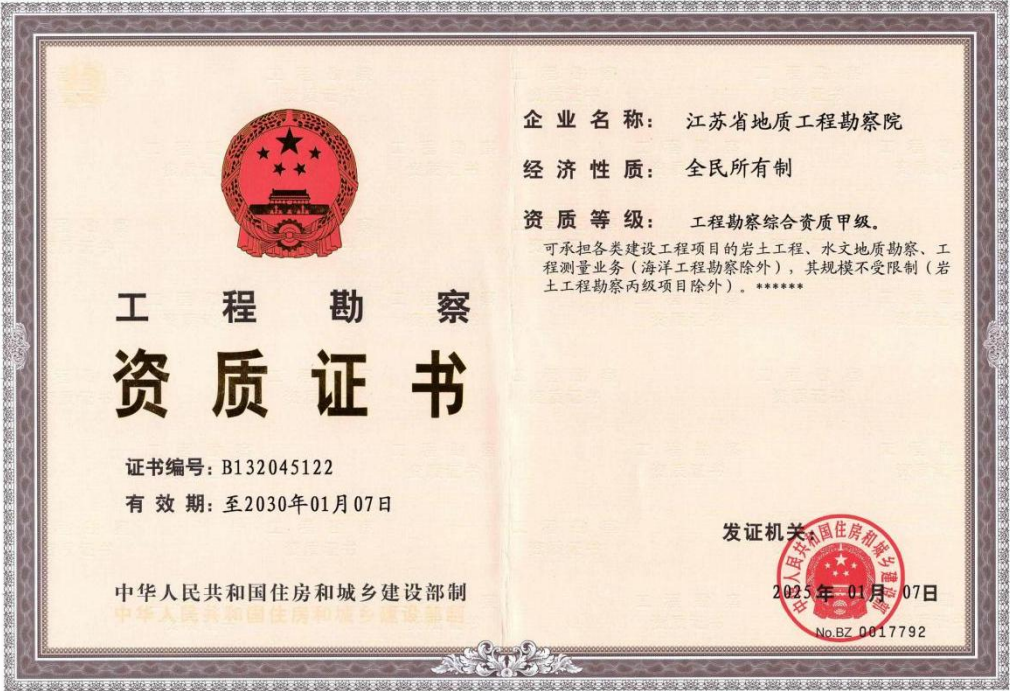 工程勘察
资质证书
证书编号：B132045122
有效期：至2030年01月07日
中华人民共和国住房和城乡建设部制
企业名称：江苏省地质工程勘察院
经济性质：全民所有制
资质等级：工程勘察综合资质甲级。
可承担各类建设工程项目的岩土工程、水文地质勘察、工
程测量业务（海洋工程勘察除外），其规模不受限制（岩
土工程勘察丙级项目除外）。******
发证机关：
中华人民共和国住房和城乡建设部
2025年01月07日
No.BZ 0017792